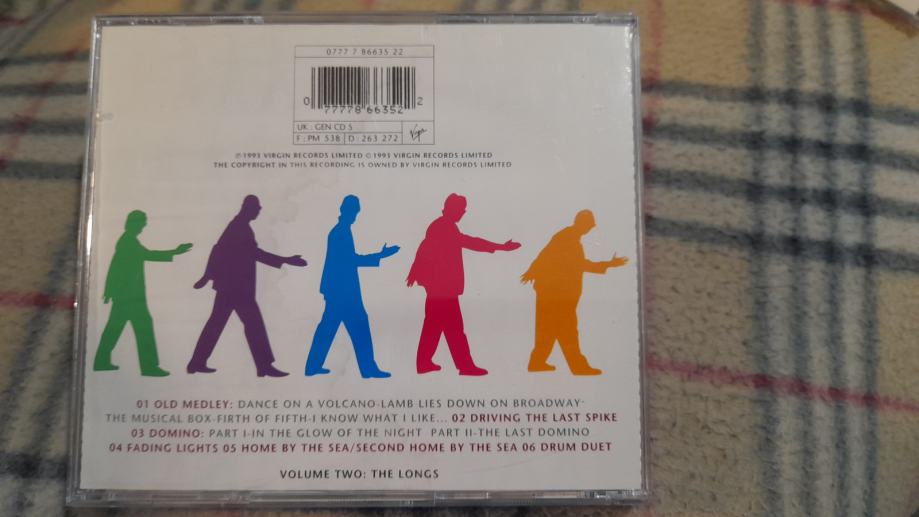 0777 7 86635 22
0 77778 66352 2
UK : GEN CD 5
F : PM 538 D : 263 272 Virgin
℗1993 VIRGIN RECORDS LIMITED ©1993 VIRGIN RECORDS LIMITED
THE COPYRIGHT IN THIS RECORDING IS OWNED BY VIRGIN RECORDS LIMITED
01 OLD MEDLEY: DANCE ON A VOLCANO-LAMB LIES DOWN ON BROADWAY-
THE MUSICAL BOX-FIRTH OF FIFTH-I KNOW WHAT I LIKE... 02 DRIVING THE LAST SPIKE
03 DOMINO: PART I-IN THE GLOW OF THE NIGHT PART II-THE LAST DOMINO
04 FADING LIGHTS 05 HOME BY THE SEA/SECOND HOME BY THE SEA 06 DRUM DUET
VOLUME TWO: THE LONGS